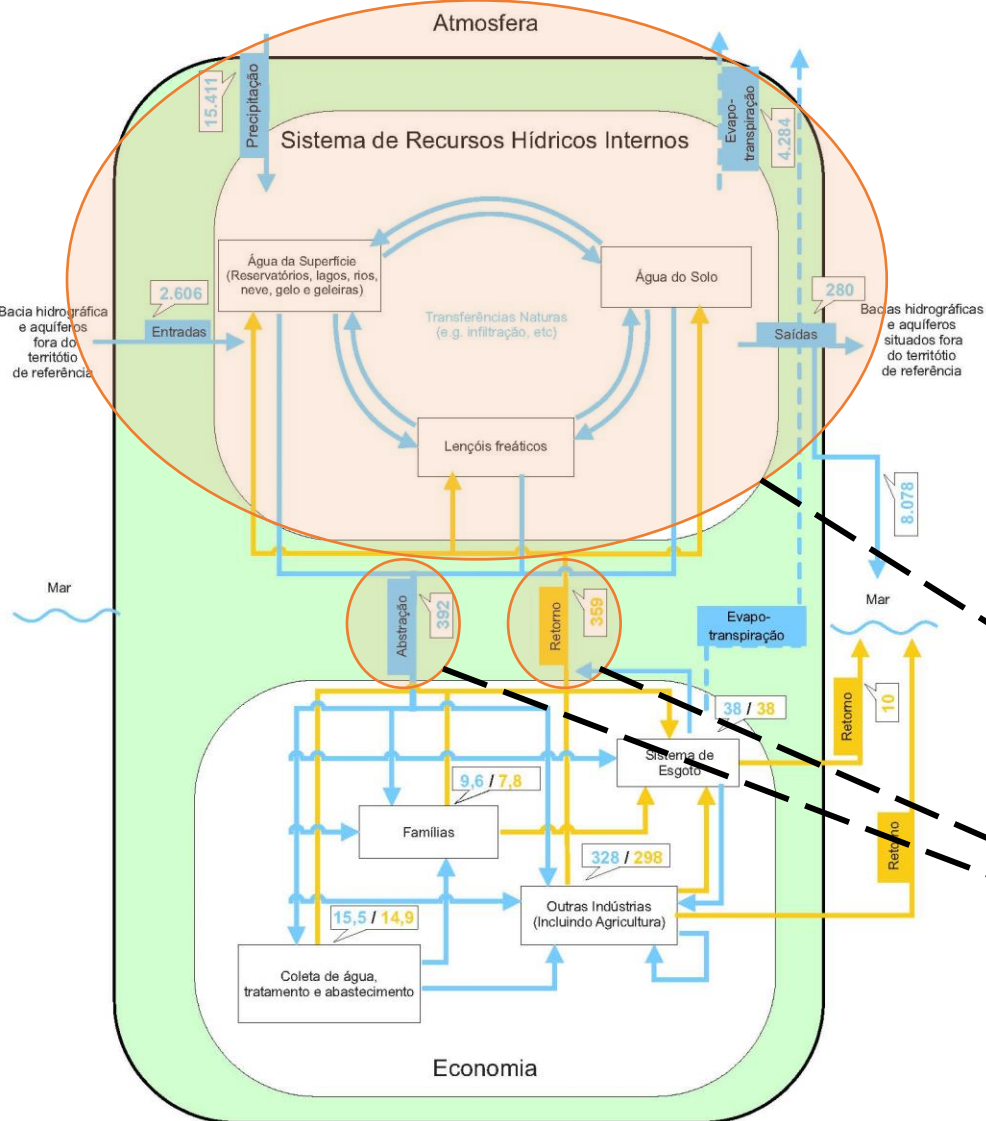 Atmosfera
15.411
Precipitação
Evapo-
transpiração
4.284
Sistema de Recursos Hídricos Internos
Água da Superfície
(Reservatórios, lagos, rios,
neve, gelo e geleiras)
Água do Solo
2.606
Entradas
Bacia hidrográfica
e aquíferos
fora do
territótio
de referência
Transferências Naturas
(e.g. infiltração, etc)
280
Saídas
Bacias hidrográficas
e aquíferos
situados fora
do territótio
de referência
Lençóis freáticos
8.078
Mar
Abstração
392
Retorno
359
Mar
Evapo-
transpiração
38 / 38
Sistema de
Esgoto
Retorno
10
9,6 / 7,8
Famílias
Retorno
328 / 298
Outras Indústrias
(Incluindo Agricultura)
15,5 / 14,9
Coleta de água,
tratamento e abastecimento
Economia